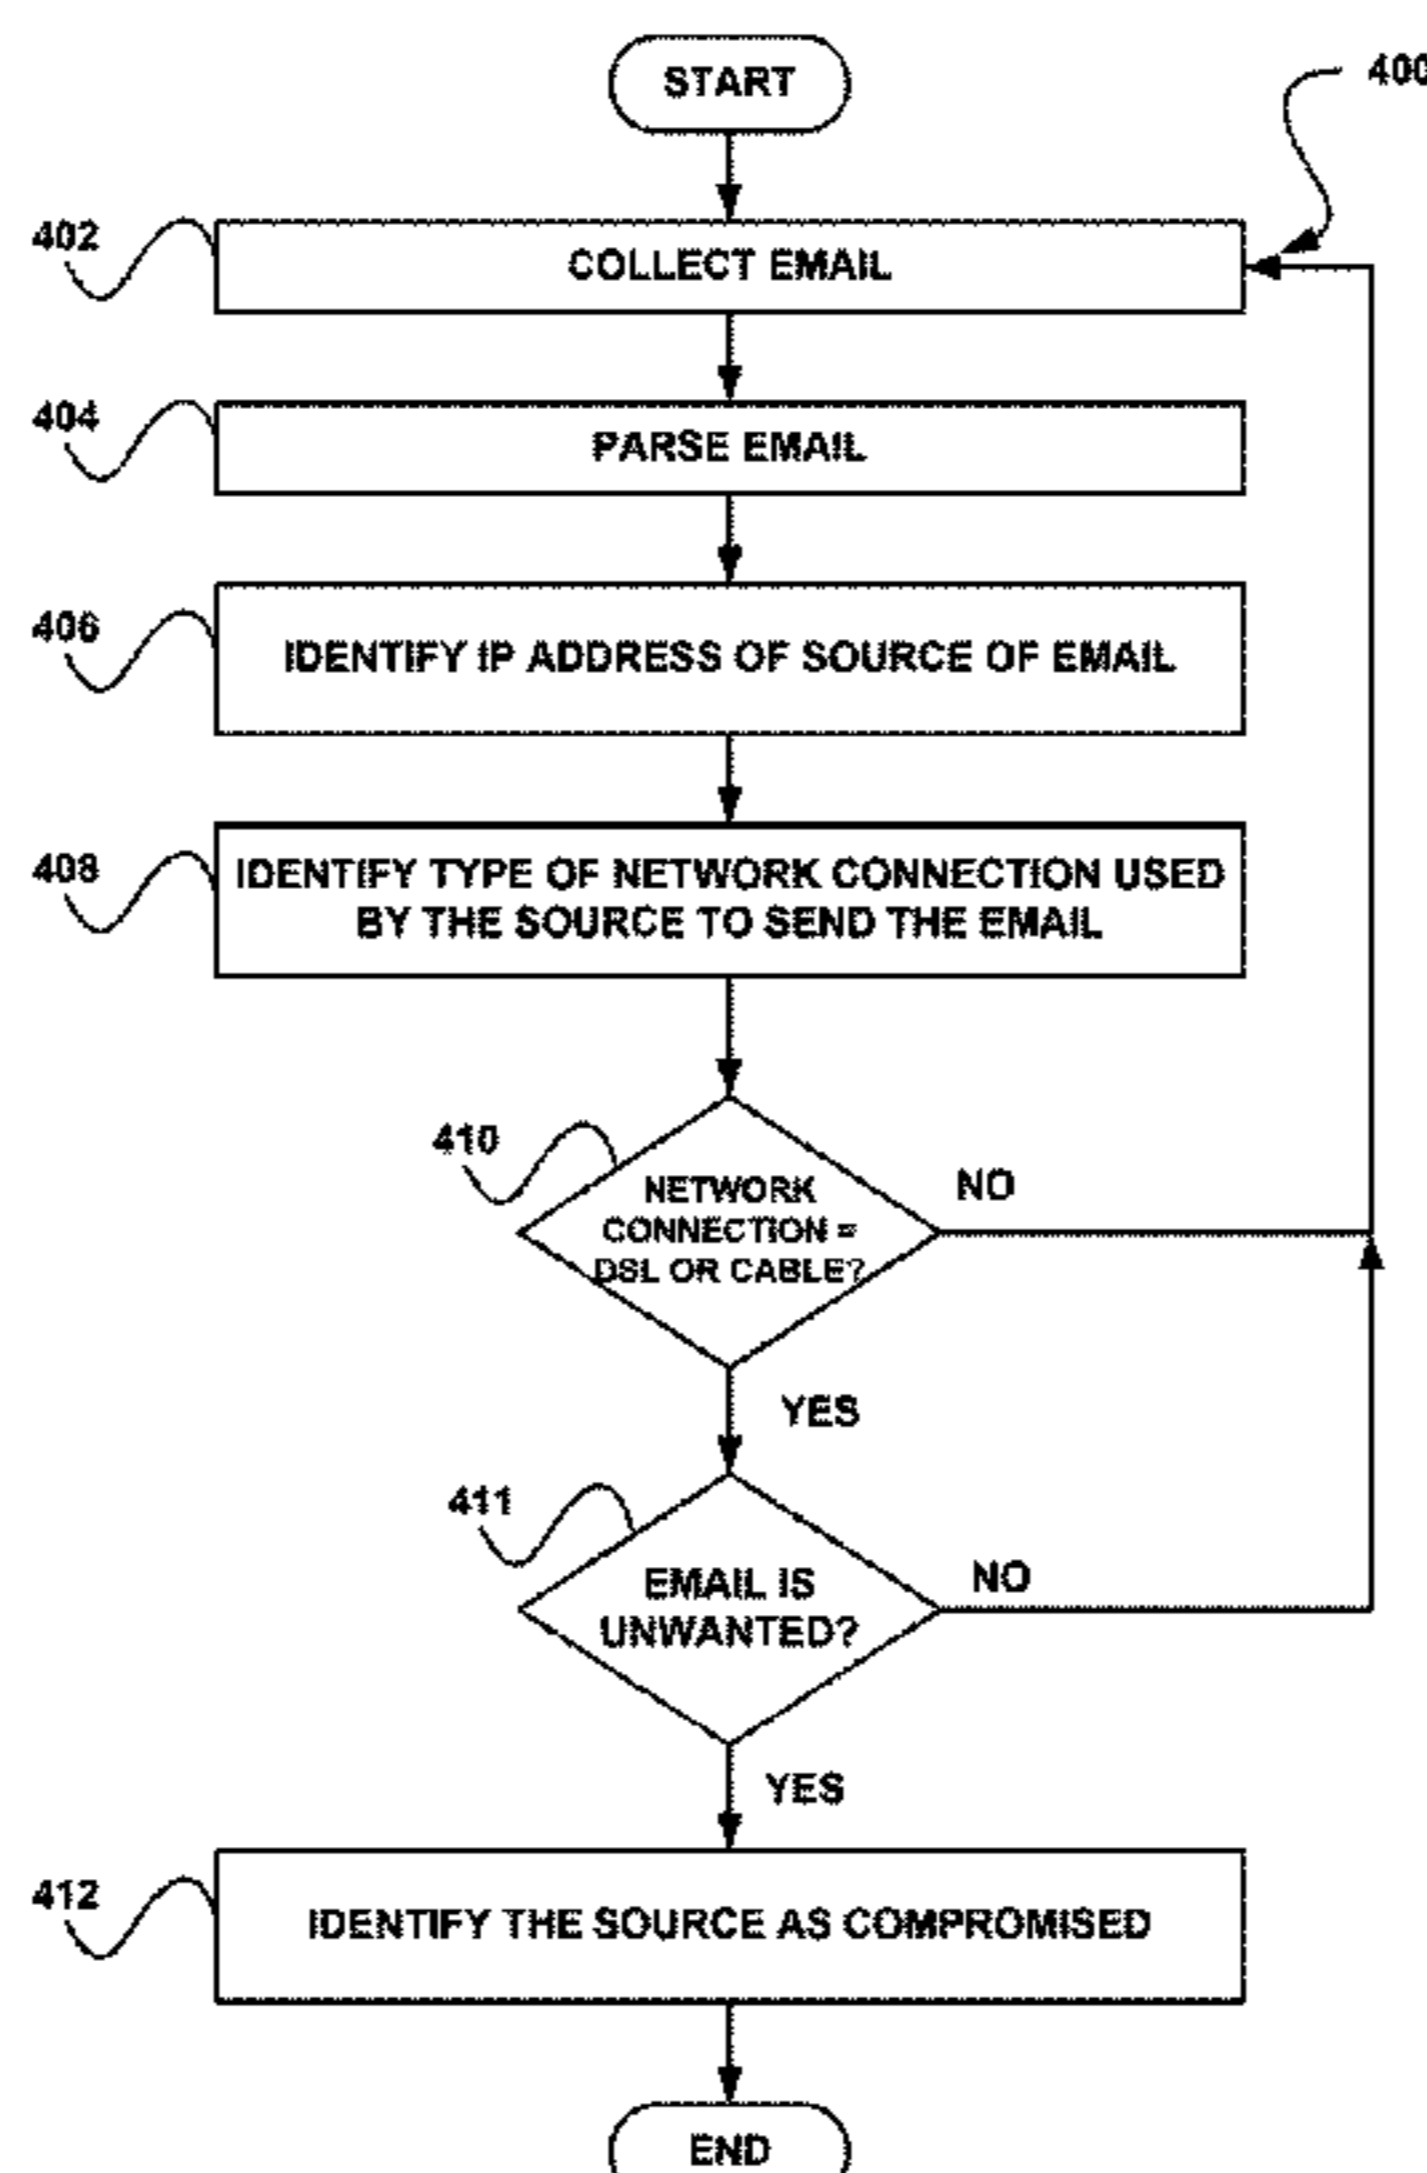 START
400
402
COLLECT EMAIL
404
PARSE EMAIL
406
IDENTIFY IP ADDRESS OF SOURCE OF EMAIL
408
IDENTIFY TYPE OF NETWORK CONNECTION USED
BY THE SOURCE TO SEND THE EMAIL
410
NETWORK
CONNECTION =
DSL OR CABLE?
NO
YES
411
EMAIL IS
UNWANTED?
NO
YES
412
IDENTIFY THE SOURCE AS COMPROMISED
END